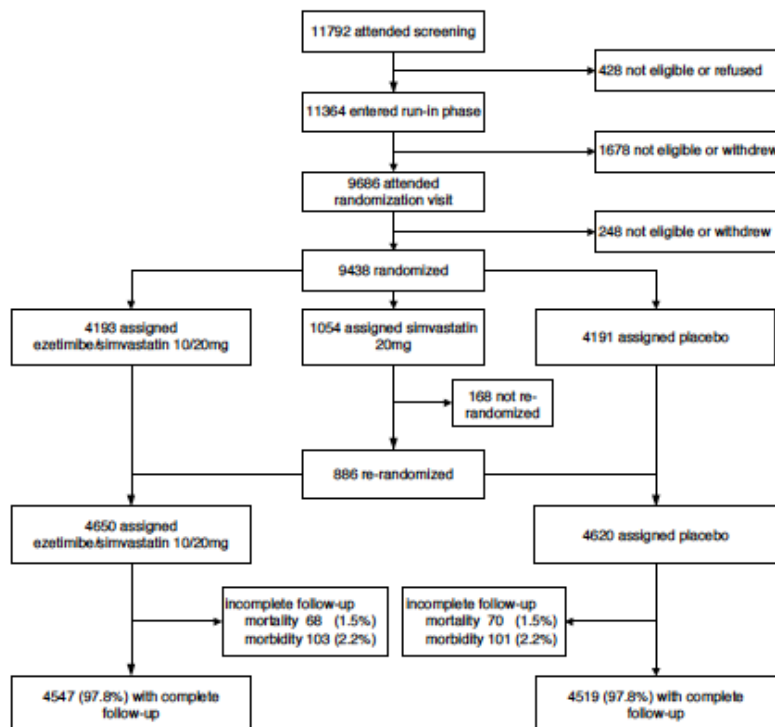 11792 attended screening
428 not eligible or refused
11364 entered run-in phase
1678 not eligible or withdrew
9686 attended
randomization visit
248 not eligible or withdrew
9438 randomized
4193 assigned
ezetimibe/simvastatin 10/20mg
1054 assigned simvastatin
20mg
4191 assigned placebo
168 not re-
randomized
886 re-randomized
4650 assigned
ezetimibe/simvastatin 10/20mg
4620 assigned placebo
incomplete follow-up
mortality 68 (1.5%)
morbidity 103 (2.2%)
incomplete follow-up
mortality 70 (1.5%)
morbidity 101 (2.2%)
4547 (97.8%) with complete
follow-up
4519 (97.8%) with complete
follow-up